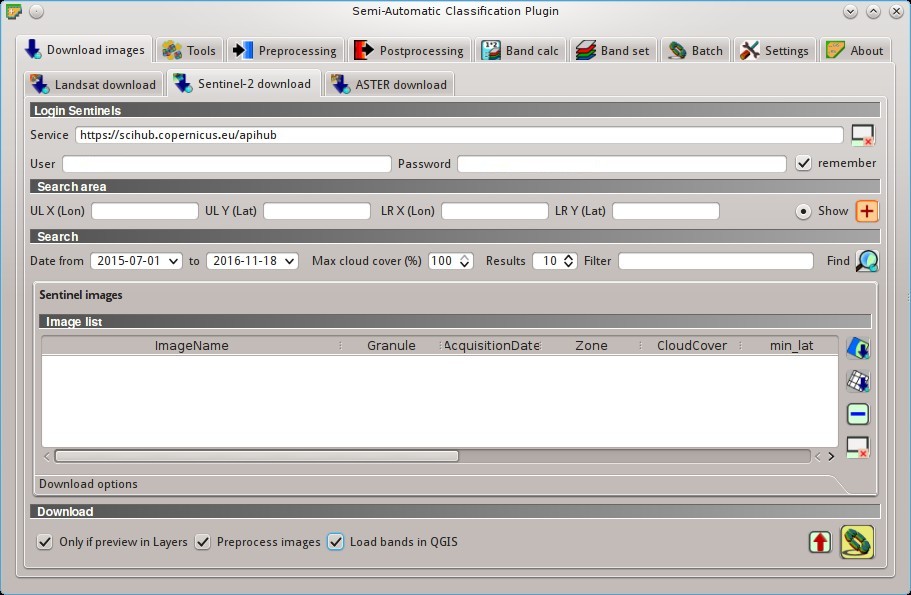 Semi-Automatic Classification Plugin
Download images Tools Preprocessing Postprocessing Band calc Band set Batch Settings About
Landsat download Sentinel-2 download ASTER download
Login Sentinels
Service https://scihub.copernicus.eu/apihub
User Password remember
Search area
UL X (Lon) UL Y (Lat) LR X (Lon) LR Y (Lat) Show
Search
Date from 2015-07-01 to 2016-11-18 Max cloud cover (%) 100 Results 10 Filter Find
Sentinel images
Image list
ImageName Granule AcquisitionDate Zone CloudCover min_lat
Download options
Download
Only if preview in Layers Preprocess images Load bands in QGIS